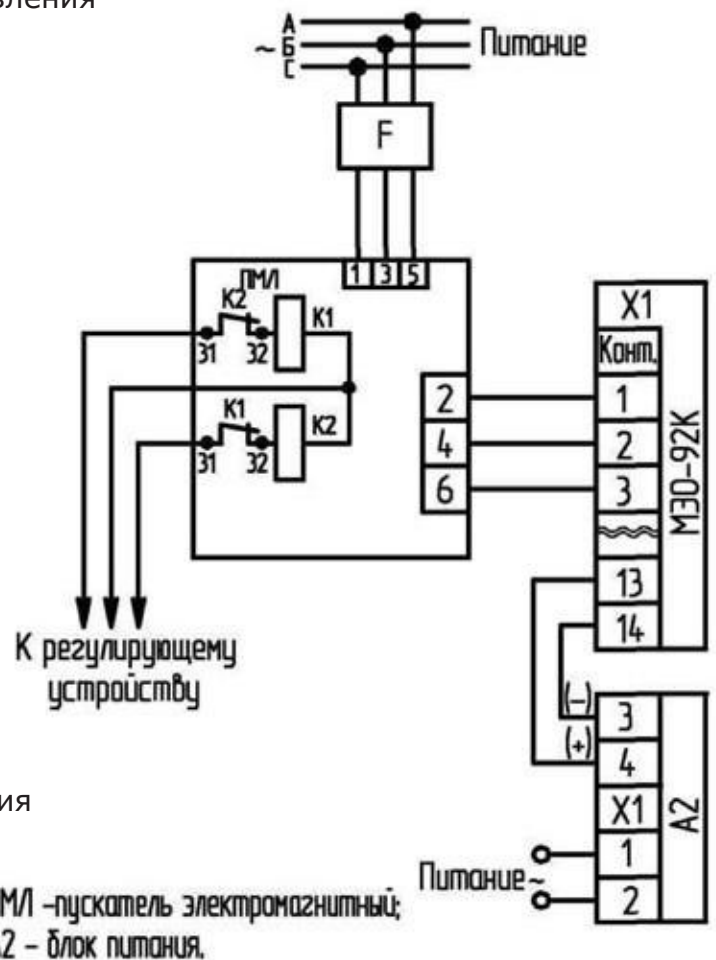 А
~ Б
С
Питание
F
1 3 5
ПМЛ
К2
К1
31 32
К1
К2
31 32
2
4
6
Х1
Конт.
1
2
3
13
14
МЭО-92К
К регулирующему
устройству
(-)
(+)
3
4
Х1
1
2
А2
Питание ~
МЛ -пускатель электромагнитный;
2 - блок питания,